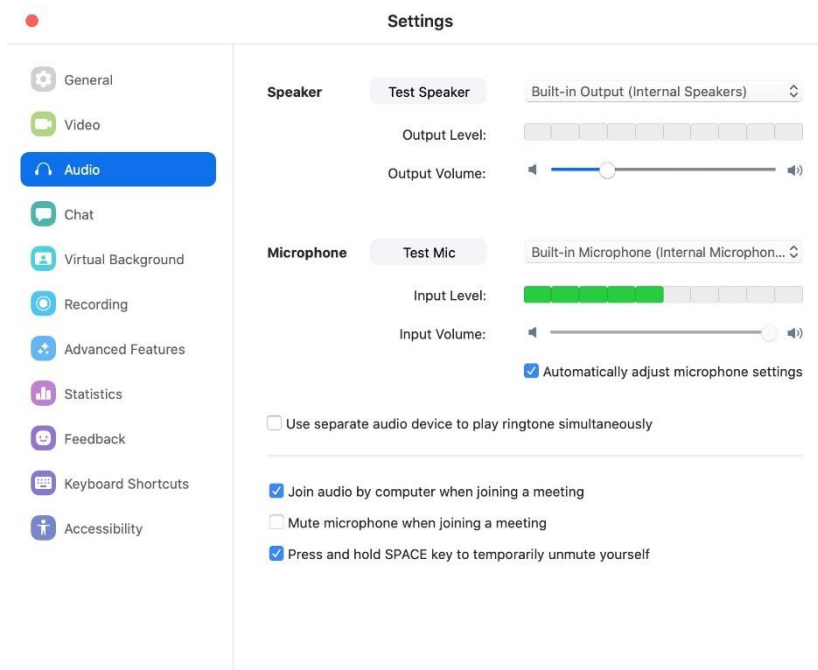 Settings
General
Video
Audio
Chat
Virtual Background
Recording
Advanced Features
Statistics
Feedback
Keyboard Shortcuts
Accessibility
Speaker Test Speaker Built-in Output (Internal Speakers)
Output Level:
Output Volume:
Microphone Test Mic Built-in Microphone (Internal Microphon...
Input Level:
Input Volume:
Automatically adjust microphone settings
Use separate audio device to play ringtone simultaneously
Join audio by computer when joining a meeting
Mute microphone when joining a meeting
Press and hold SPACE key to temporarily unmute yourself